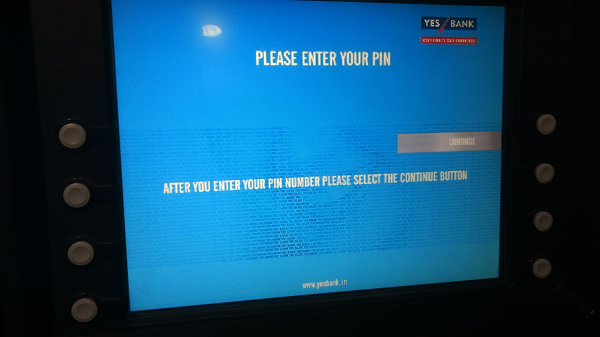 YES BANK
PLEASE ENTER YOUR PIN
CONTINUE
AFTER YOU ENTER YOUR PIN NUMBER PLEASE SELECT THE CONTINUE BUTTON
www.yesbank.in